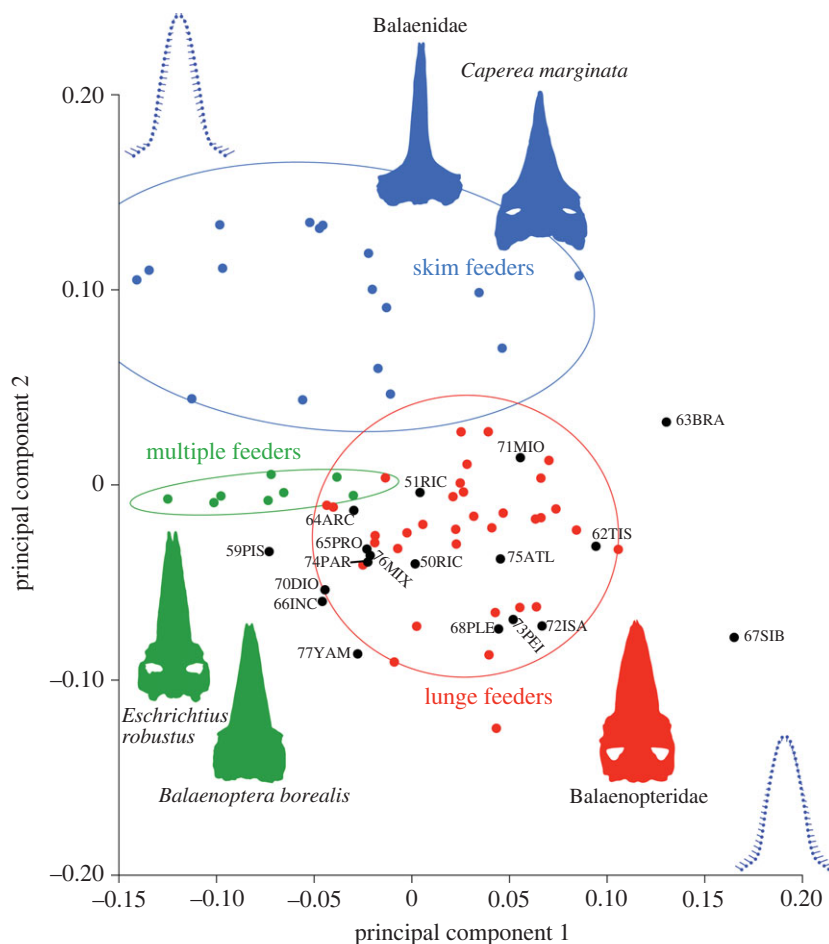 Balaenidae
Caperea marginata
0.20
skim feeders
0.10
principal component 2
63BRA
multiple feeders
71MIO
51RIC
0
64ARC
62TIS
65PRO
59PIS
74PAR
76MIX
50RIC
75ATL
70DIO
66INC
68PLE
73PEI
72ISA
67SIB
77YAM
–0.10
lunge feeders
Eschrichtius
robustus
Balaenoptera borealis
Balaenopteridae
–0.20
–0.15
–0.10
–0.05
0
0.05
0.10
0.15
0.20
principal component 1